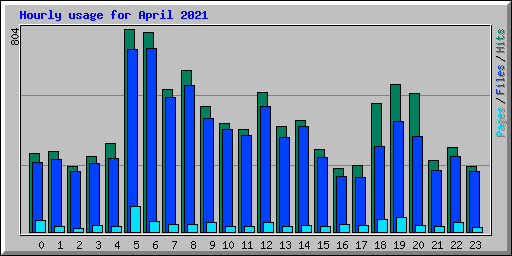 Hourly usage for April 2021
804
Pages/Files/Hits
0 1 2 3 4 5 6 7 8 9 10 11 12 13 14 15 16 17 18 19 20 21 22 23